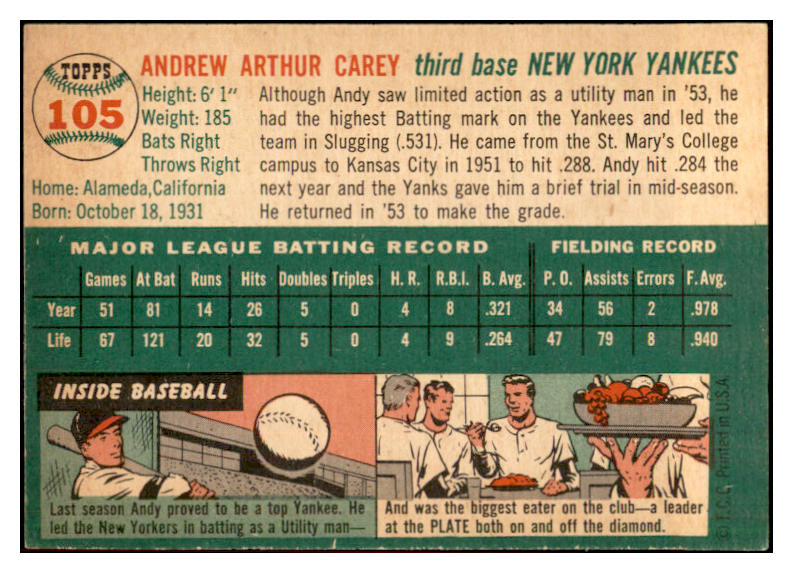 TOPPS
105
ANDREW ARTHUR CAREY third base NEW YORK YANKEES
Height: 6' 1"
Weight: 185
Bats Right
Throws Right
Home: Alameda, California
Born: October 18, 1931
Although Andy saw limited action as a utility man in '53, he
had the highest Batting mark on the Yankees and led the
team in Slugging (.531). He came from the St. Mary's College
campus to Kansas City in 1951 to hit .288. Andy hit .284 the
next year and the Yanks gave him a brief trial in mid-season.
He returned in '53 to make the grade.
MAJOR LEAGUE BATTING RECORD FIELDING RECORD
Games At Bat Runs Hits Doubles Triples H. R. R.B.I. B. Avg. P. O. Assists Errors F. Avg.
Year 51 81 14 26 5 0 4 8 .321 34 56 2 .978
Life 67 121 20 32 5 0 4 9 .264 47 79 8 .940
INSIDE BASEBALL
Last season Andy proved to be a top Yankee. He
led the New Yorkers in batting as a Utility man—
And was the biggest eater on the club—a leader
at the PLATE both on and off the diamond.
© T.C.C. Printed in U.S.A.